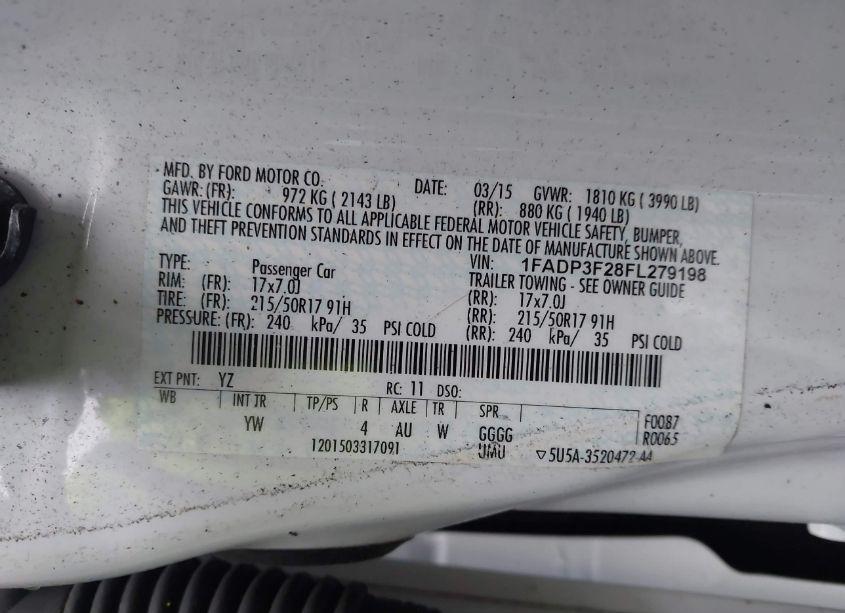 MFD. BY FORD MOTOR CO. DATE: 03/15 GVWR: 1810 KG ( 3990 LB)
GAWR: (FR): 972 KG ( 2143 LB) (RR): 880 KG ( 1940 LB)
THIS VEHICLE CONFORMS TO ALL APPLICABLE FEDERAL MOTOR VEHICLE SAFETY, BUMPER,
AND THEFT PREVENTION STANDARDS IN EFFECT ON THE DATE OF MANUFACTURE SHOWN ABOVE.
VIN: 1FADP3F28FL279198
TYPE: Passenger Car TRAILER TOWING - SEE OWNER GUIDE
RIM: (FR): 17x7.0J (RR): 17x7.0J
TIRE: (FR): 215/50R17 91H (RR): 215/50R17 91H
PRESSURE: (FR): 240 kPa/ 35 PSI COLD (RR): 240 kPa/ 35 PSI COLD
EXT PNT: YZ RC: 11 DSO:
WB INT TR TP/PS R AXLE TR SPR F0087
YW 4 AU W GGGG R0065
1201503317091 UMU ▽5U5A-3520472-AA